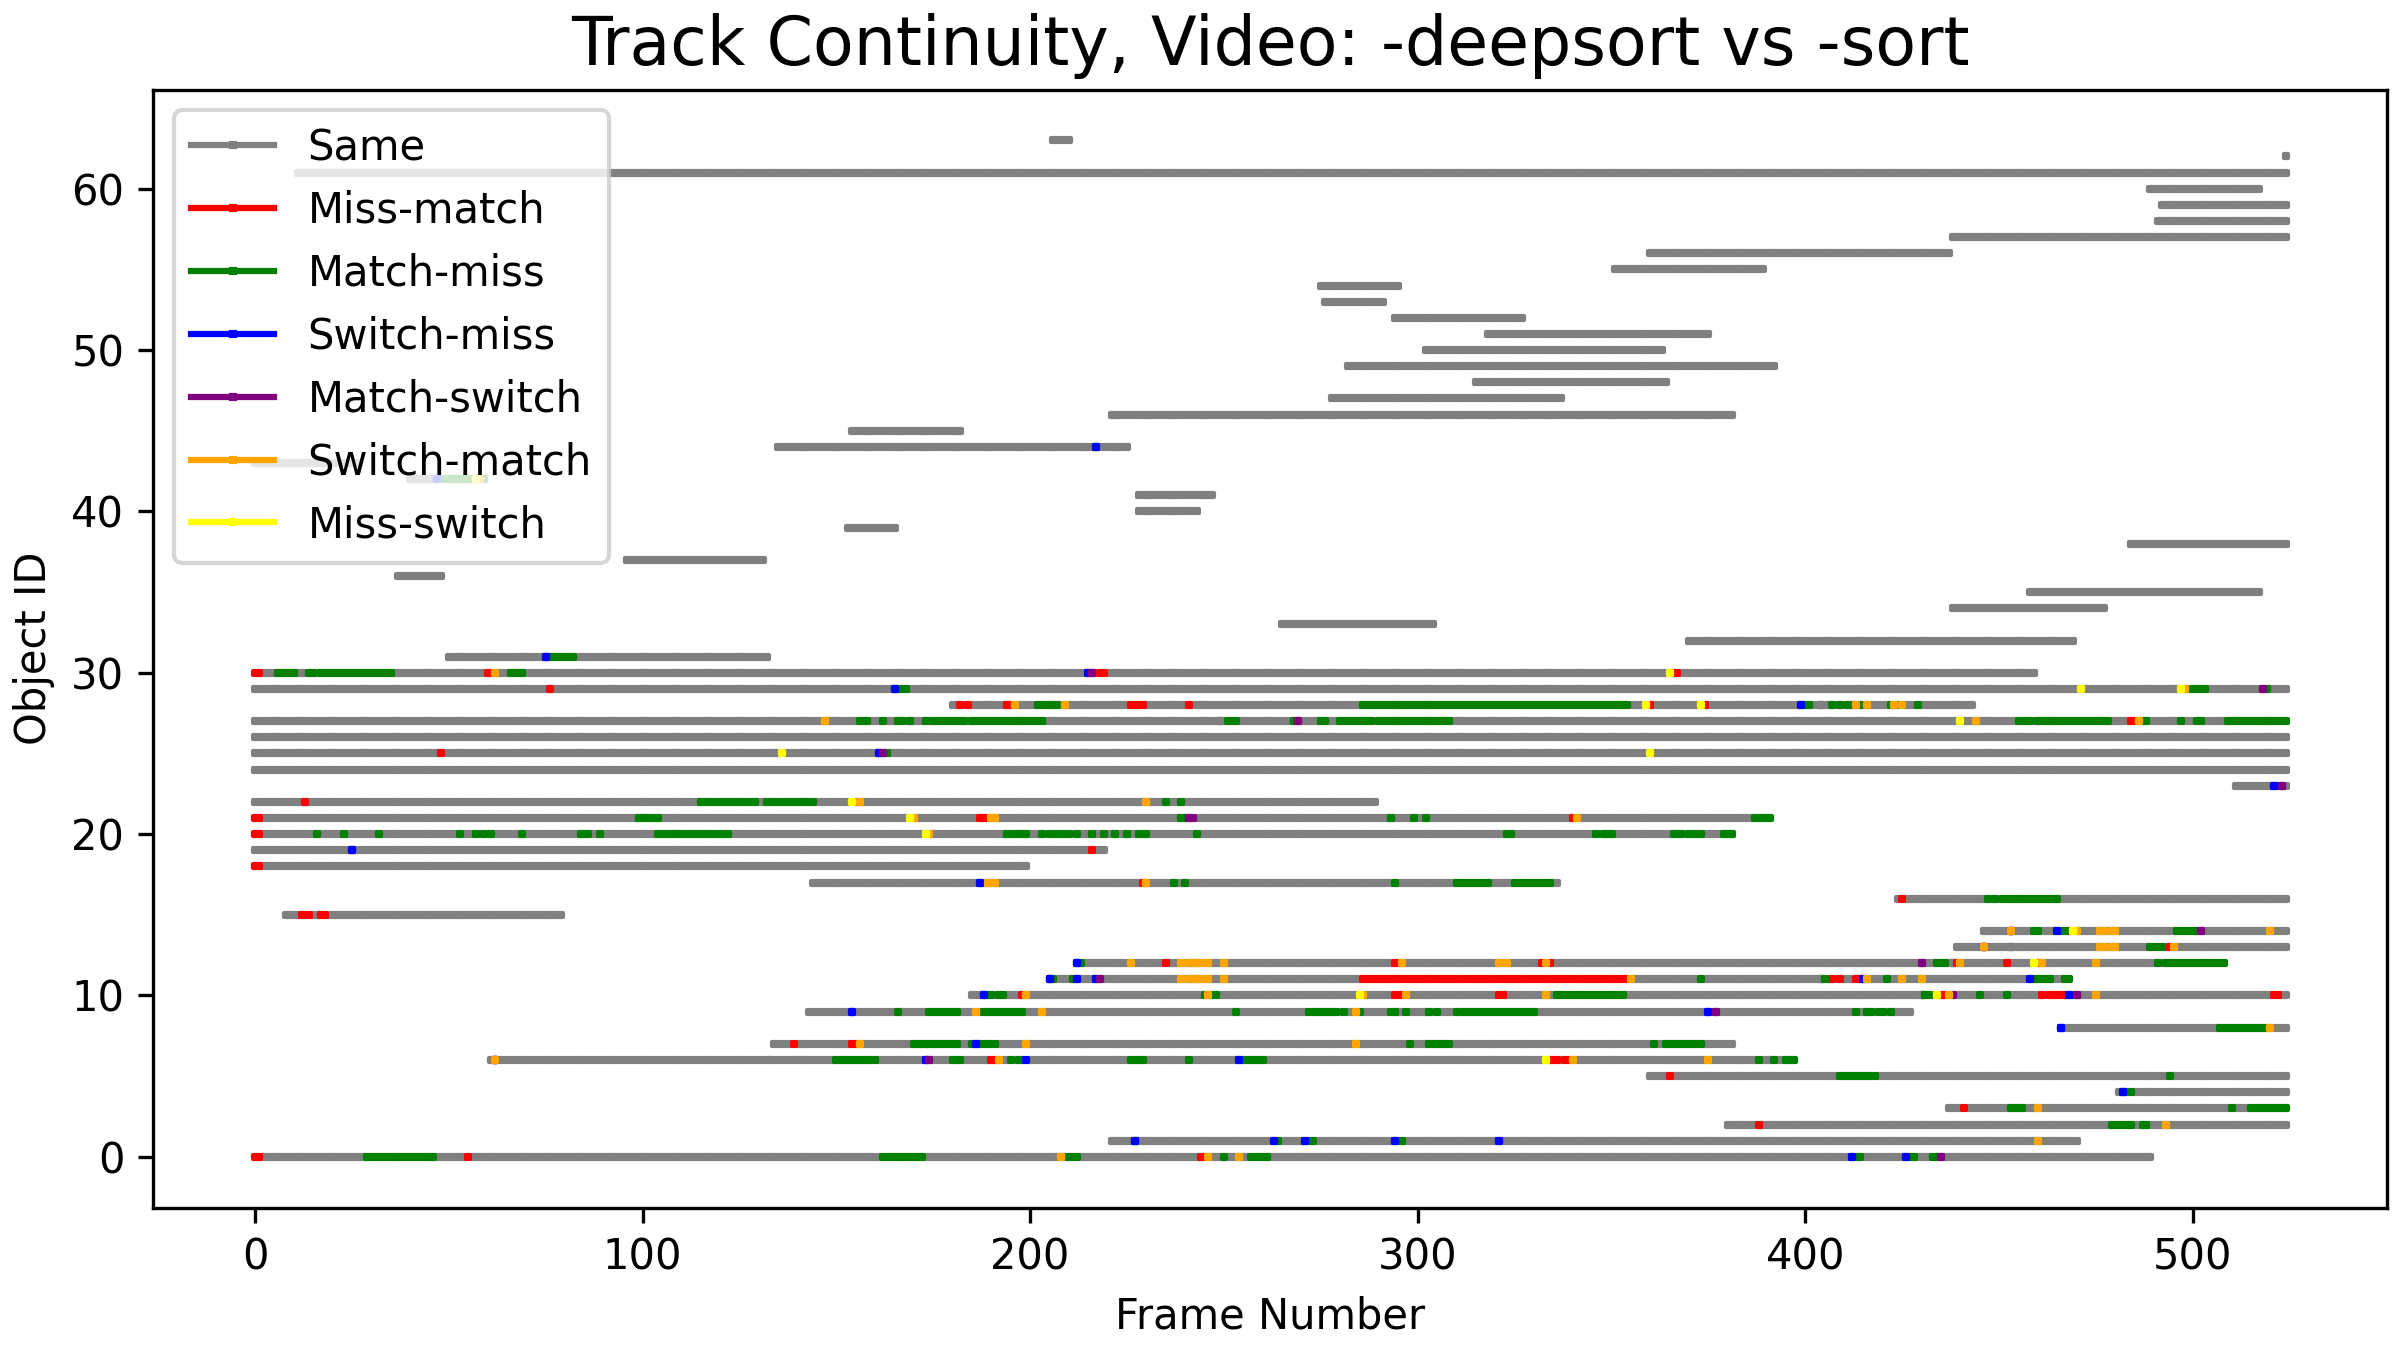 Track Continuity, Video: -deepsort vs -sort
Same
Miss-match
Match-miss
Switch-miss
Match-switch
Switch-match
Miss-switch
Object ID
60
50
40
30
20
10
0
0 100 200 300 400 500
Frame Number